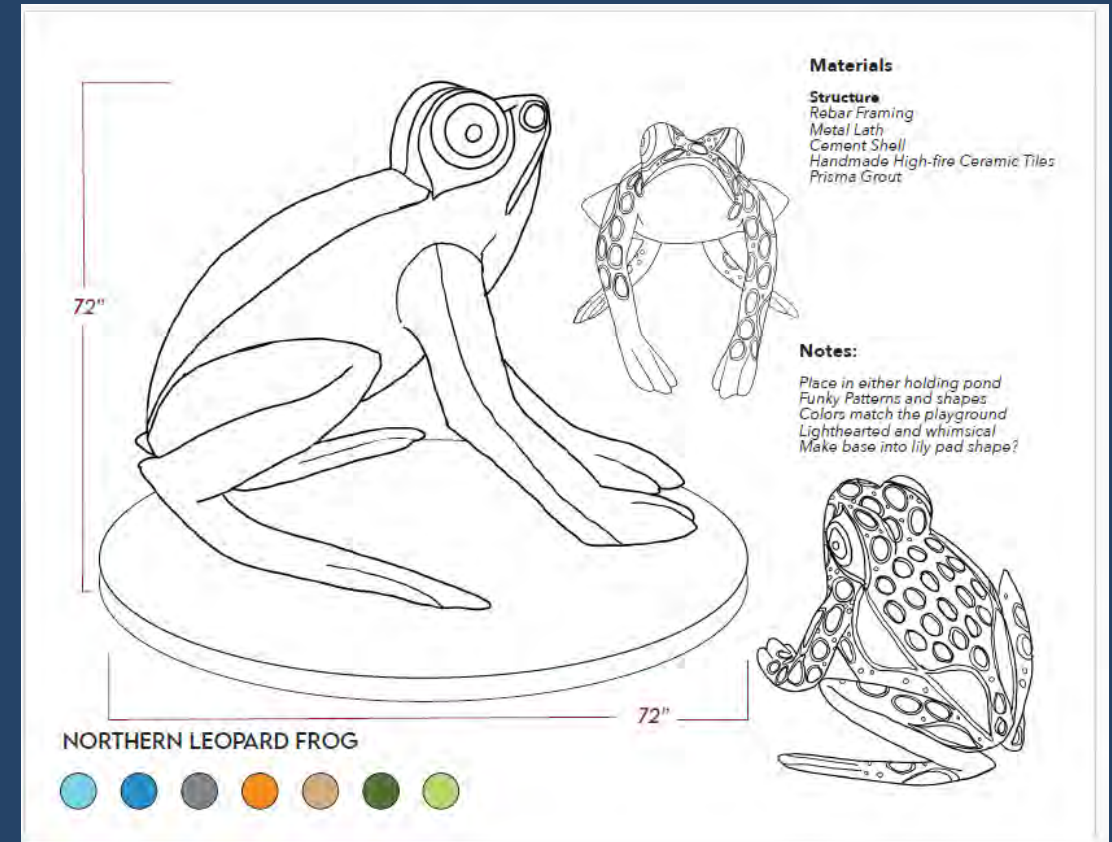 Materials
Structure
Rebar Framing
Metal Lath
Cement Shell
Handmade High-fire Ceramic Tiles
Prisma Grout
72"
Notes:
Place in either holding pond
Funky Patterns and shapes
Colors match the playground
Lighthearted and whimsical
Make base into lily pad shape?
72"
NORTHERN LEOPARD FROG